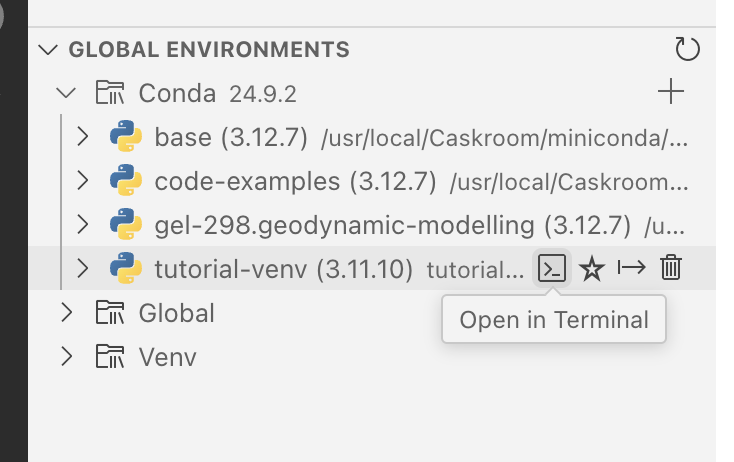 GLOBAL ENVIRONMENTS
Conda 24.9.2
base (3.12.7) /usr/local/Caskroom/miniconda/...
code-examples (3.12.7) /usr/local/Caskroom...
gel-298.geodynamic-modelling (3.12.7) /u...
tutorial-venv (3.11.10) tutorial...
Global
Open in Terminal
Venv